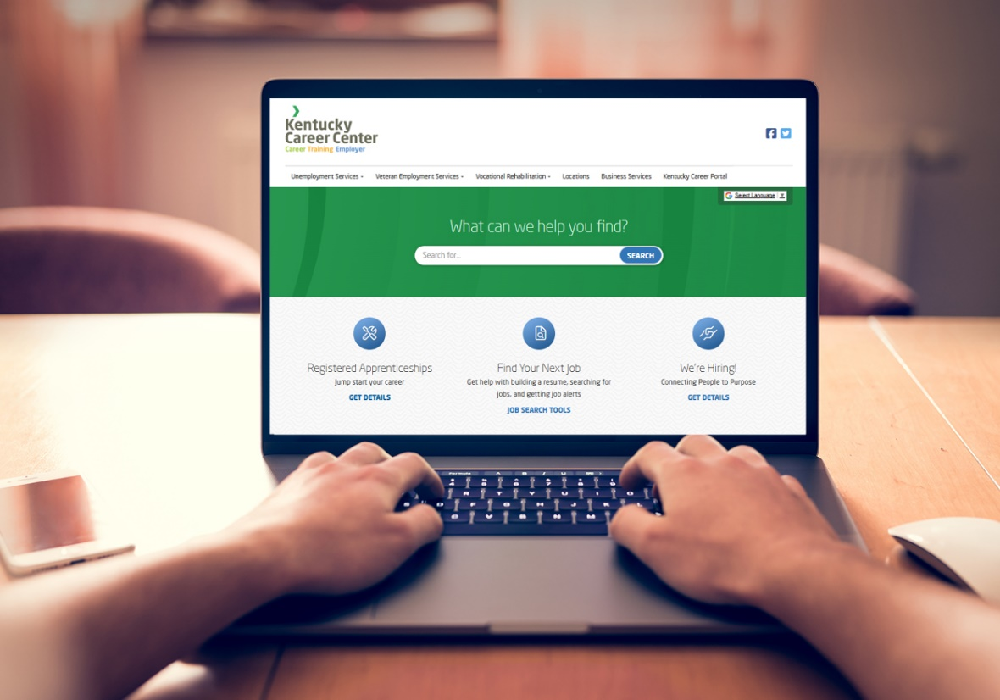 Kentucky
Career Center
Career Training Employer
Unemployment Services
Veteran Employment Services
Vocational Rehabilitation
Locations
Business Services
Kentucky Career Portal
Select Language
What can we help you find?
Search for...
SEARCH
Registered Apprenticeships
Jump start your career
GET DETAILS
Find Your Next Job
Get help with building a resume, searching for
jobs, and getting job alerts
JOB SEARCH TOOLS
We're Hiring!
Connecting People to Purpose
GET DETAILS